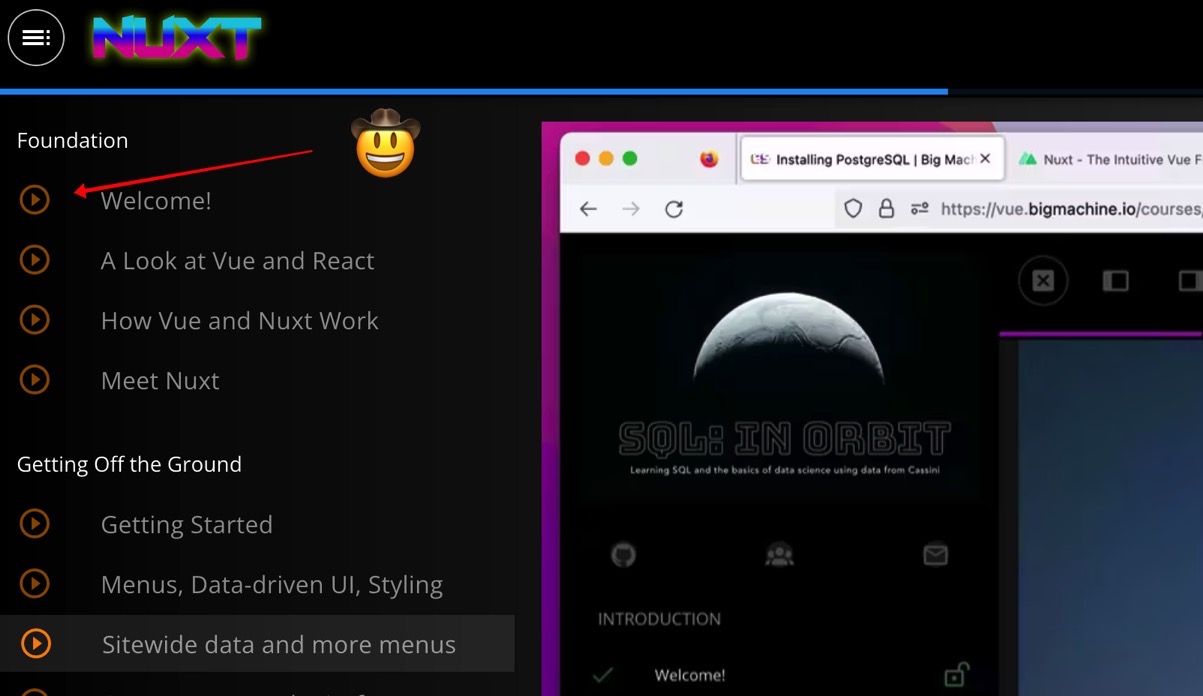 NUXT
Foundation
Welcome!
A Look at Vue and React
How Vue and Nuxt Work
Meet Nuxt
Getting Off the Ground
Getting Started
Menus, Data-driven UI, Styling
Sitewide data and more menus
Installing PostgreSQL | Big Mac
Nuxt - The Intuitive Vue F
https://vue.bigmachine.io/courses/
SQL: IN ORBIT
Learning SQL and the basics of data science using data from Cassini
INTRODUCTION
Welcome!